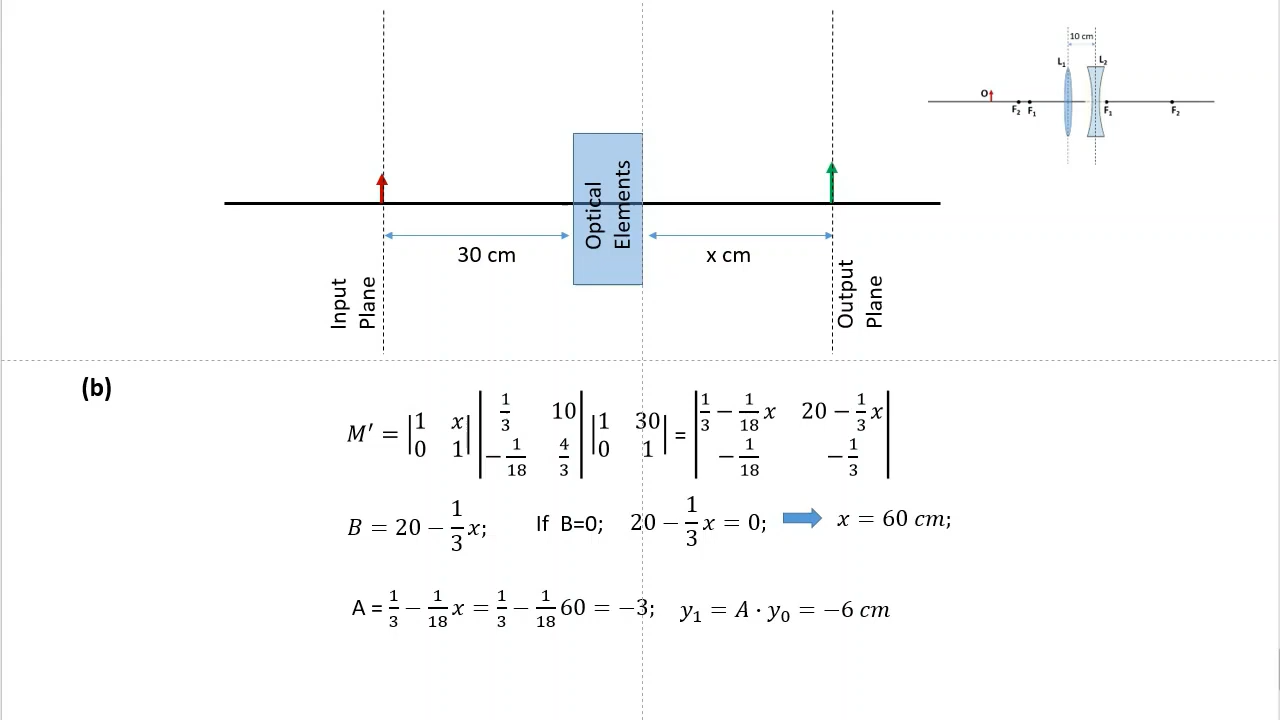 10 cm
L₁ L₂
O
F₂ F₁ F₁ F₂
Optical
Elements
30 cm x cm
Input
Plane
Output
Plane
(b)
M′ = |1 x; 0 1| |1/3 10; −1/18 4/3| |1 30; 0 1| = |1/3 − 1/18 x 20 − 1/3 x; −1/18 −1/3|
B = 20 − 1/3 x; If B=0; 20 − 1/3 x = 0; x = 60 cm;
A = 1/3 − 1/18 x = 1/3 − 1/18 60 = −3; y₁ = A · y₀ = −6 cm